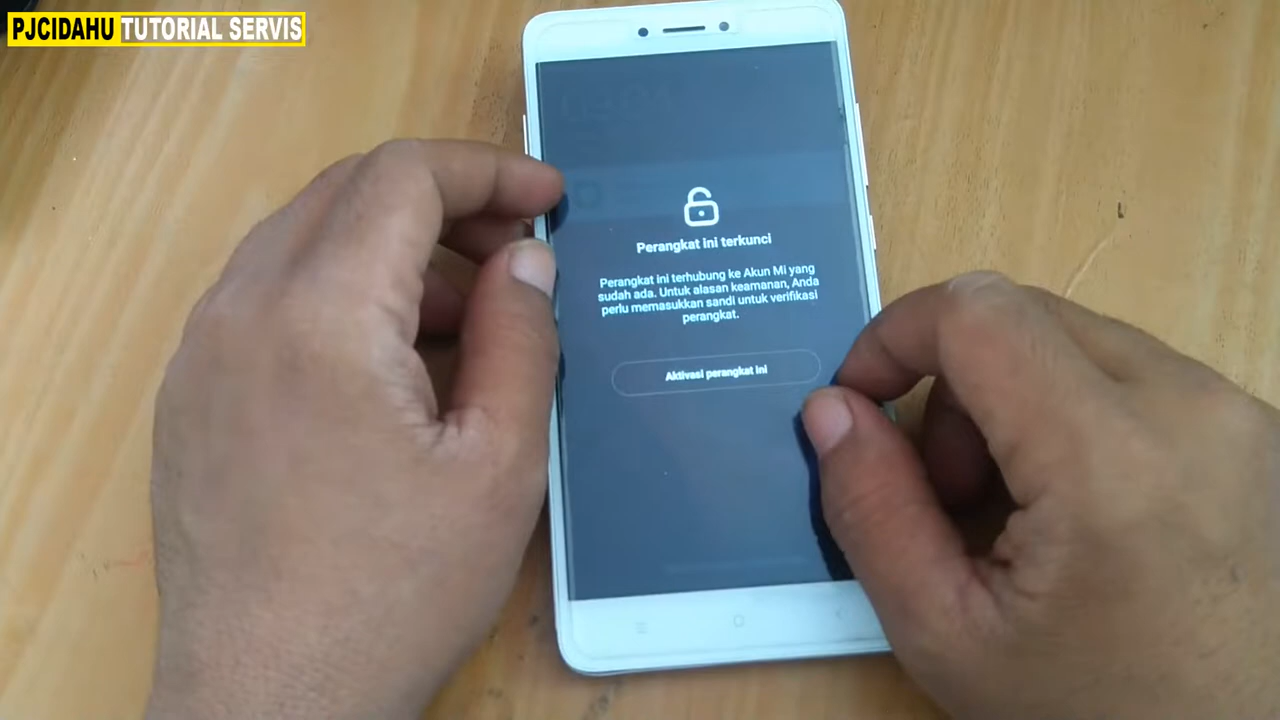 PJCIDAHU TUTORIAL SERVIS
Perangkat ini terkunci
Perangkat ini terhubung ke Akun Mi yang
sudah ada. Untuk alasan keamanan, Anda
perlu memasukkan sandi untuk verifikasi
perangkat.
Aktivasi perangkat ini